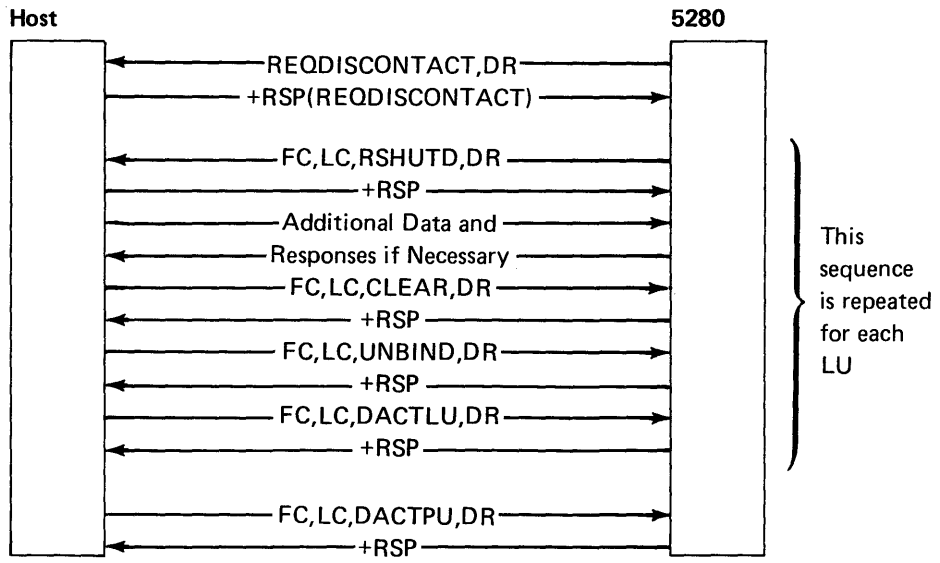 Host
5280
REQDISCONTACT,DR
+RSP(REQDISCONTACT)
FC,LC,RSHUTD,DR
+RSP
Additional Data and
Responses if Necessary
FC,LC,CLEAR,DR
+RSP
FC,LC,UNBIND,DR
+RSP
FC,LC,DACTLU,DR
+RSP
This
sequence
is repeated
for each
LU
FC,LC,DACTPU,DR
+RSP